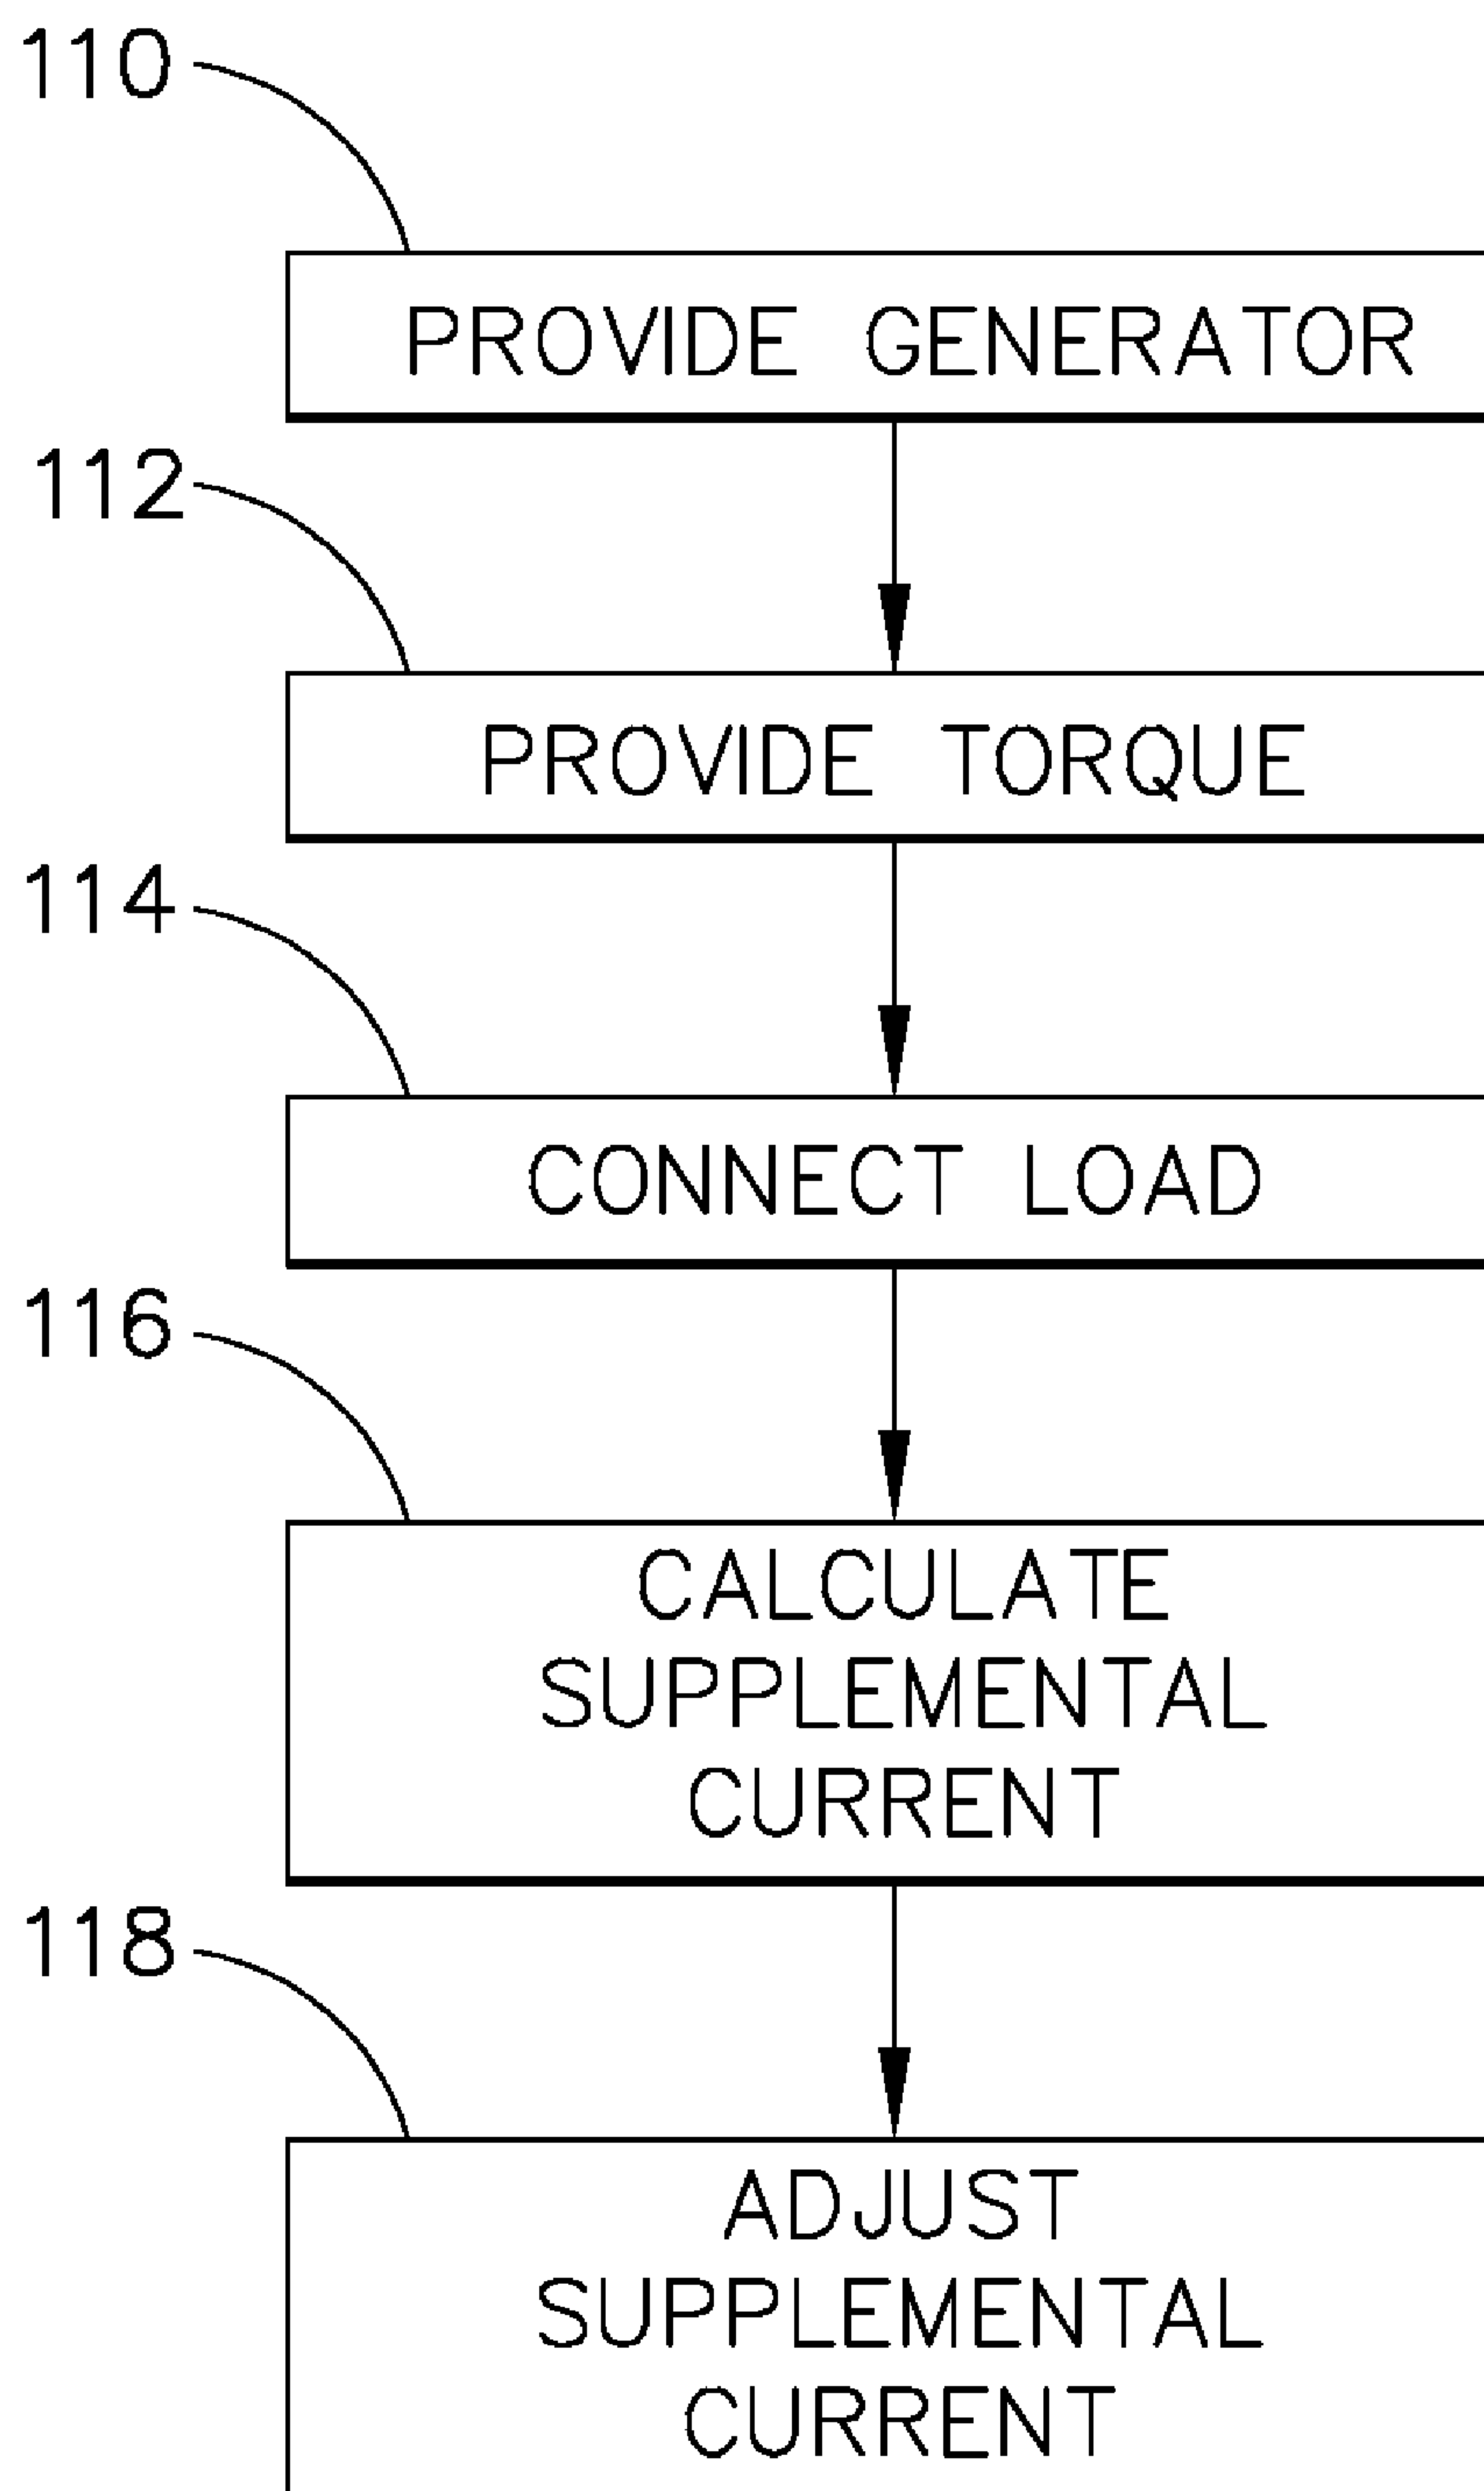 110
PROVIDE GENERATOR
112
PROVIDE TORQUE
114
CONNECT LOAD
116
CALCULATE
SUPPLEMENTAL
CURRENT
118
ADJUST
SUPPLEMENTAL
CURRENT